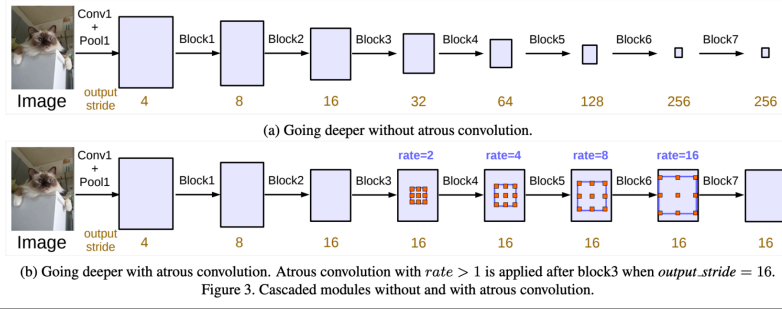 Conv1
+
Pool1
Block1
Block2
Block3
Block4
Block5
Block6
Block7
Image
output
stride
4
8
16
32
64
128
256
256
(a) Going deeper without atrous convolution.
rate=2
rate=4
rate=8
rate=16
Conv1
+
Pool1
Block1
Block2
Block3
Block4
Block5
Block6
Block7
Image
output
stride
4
8
16
16
16
16
16
16
(b) Going deeper with atrous convolution. Atrous convolution with rate > 1 is applied after block3 when output_stride = 16.
Figure 3. Cascaded modules without and with atrous convolution.